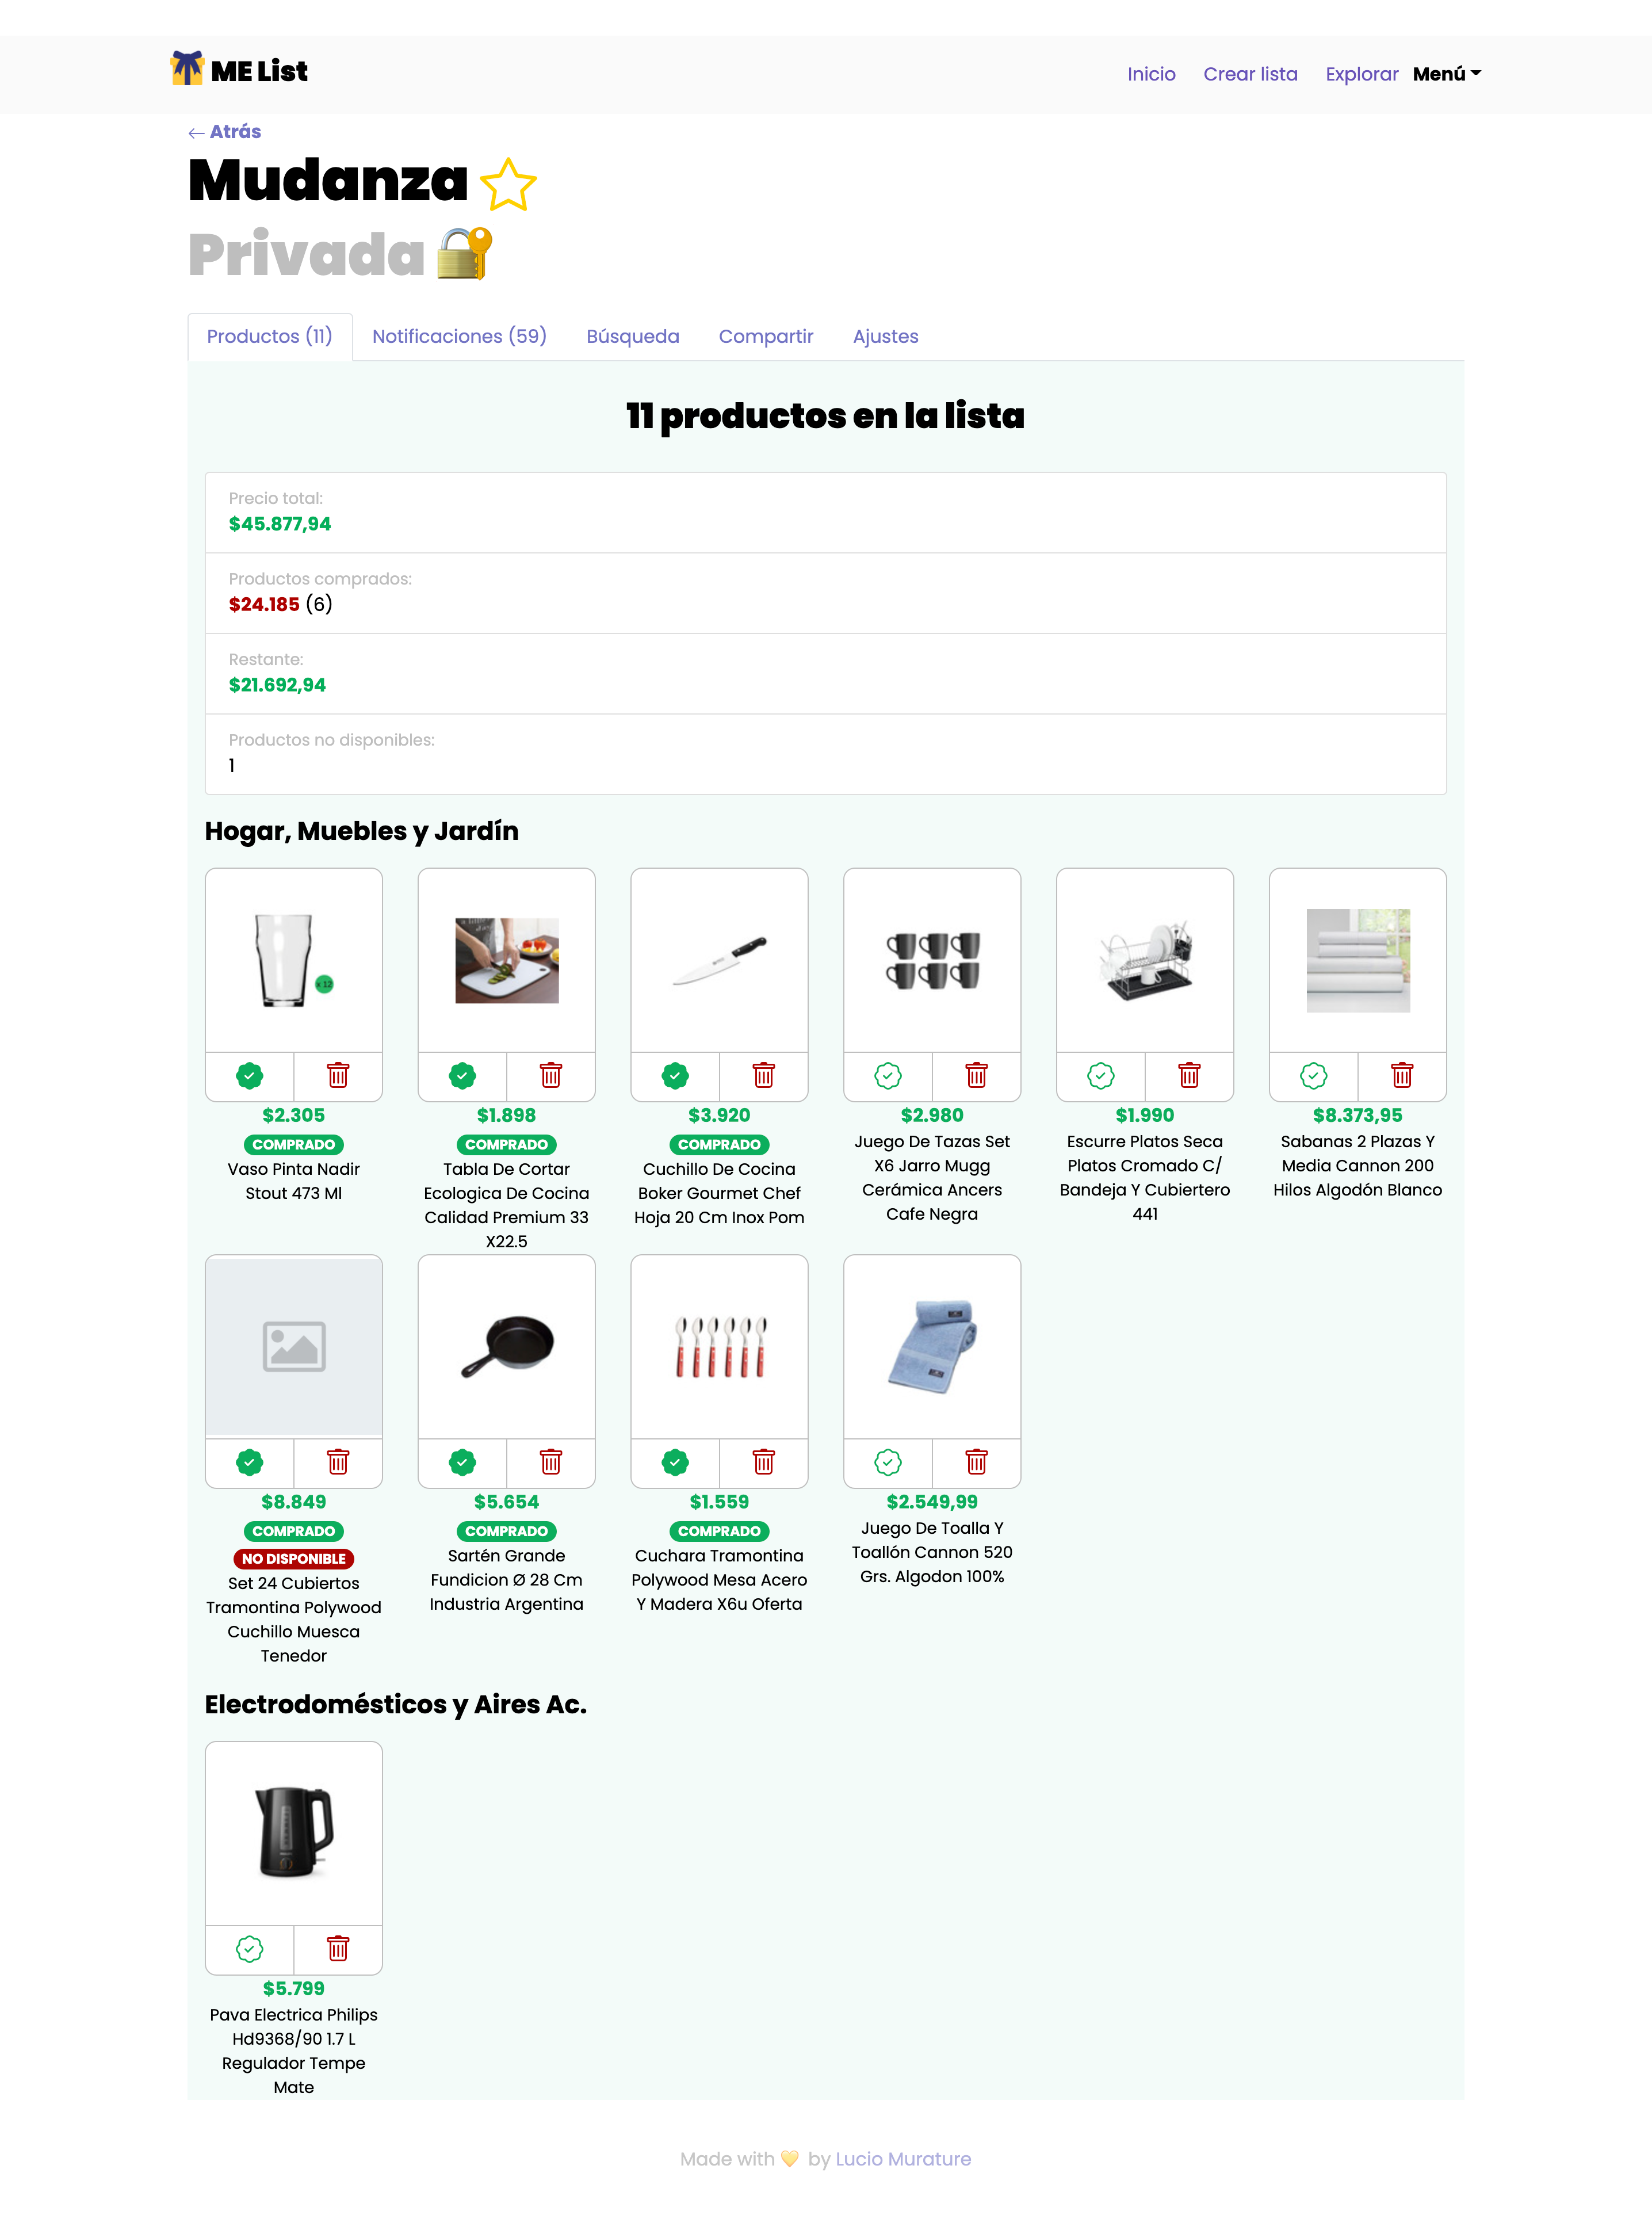 ME List
Inicio Crear lista Explorar Menú
← Atrás
Mudanza
Privada
Productos (11) Notificaciones (59) Búsqueda Compartir Ajustes
11 productos en la lista
Precio total:
$45.877,94
Productos comprados:
$24.185 (6)
Restante:
$21.692,94
Productos no disponibles:
1
Hogar, Muebles y Jardín
x 12
$2.305
COMPRADO
Vaso Pinta Nadir
Stout 473 Ml
$1.898
COMPRADO
Tabla De Cortar
Ecologica De Cocina
Calidad Premium 33
X22.5
$3.920
COMPRADO
Cuchillo De Cocina
Boker Gourmet Chef
Hoja 20 Cm Inox Pom
$2.980
Juego De Tazas Set
X6 Jarro Mugg
Cerámica Ancers
Cafe Negra
$1.990
Escurre Platos Seca
Platos Cromado C/
Bandeja Y Cubiertero
441
$8.373,95
Sabanas 2 Plazas Y
Media Cannon 200
Hilos Algodón Blanco
$8.849
COMPRADO
NO DISPONIBLE
Set 24 Cubiertos
Tramontina Polywood
Cuchillo Muesca
Tenedor
$5.654
COMPRADO
Sartén Grande
Fundicion Ø 28 Cm
Industria Argentina
$1.559
COMPRADO
Cuchara Tramontina
Polywood Mesa Acero
Y Madera X6u Oferta
$2.549,99
Juego De Toalla Y
Toallón Cannon 520
Grs. Algodon 100%
Electrodomésticos y Aires Ac.
$5.799
Pava Electrica Philips
Hd9368/90 1.7 L
Regulador Tempe
Mate
Made with 💛 by Lucio Murature